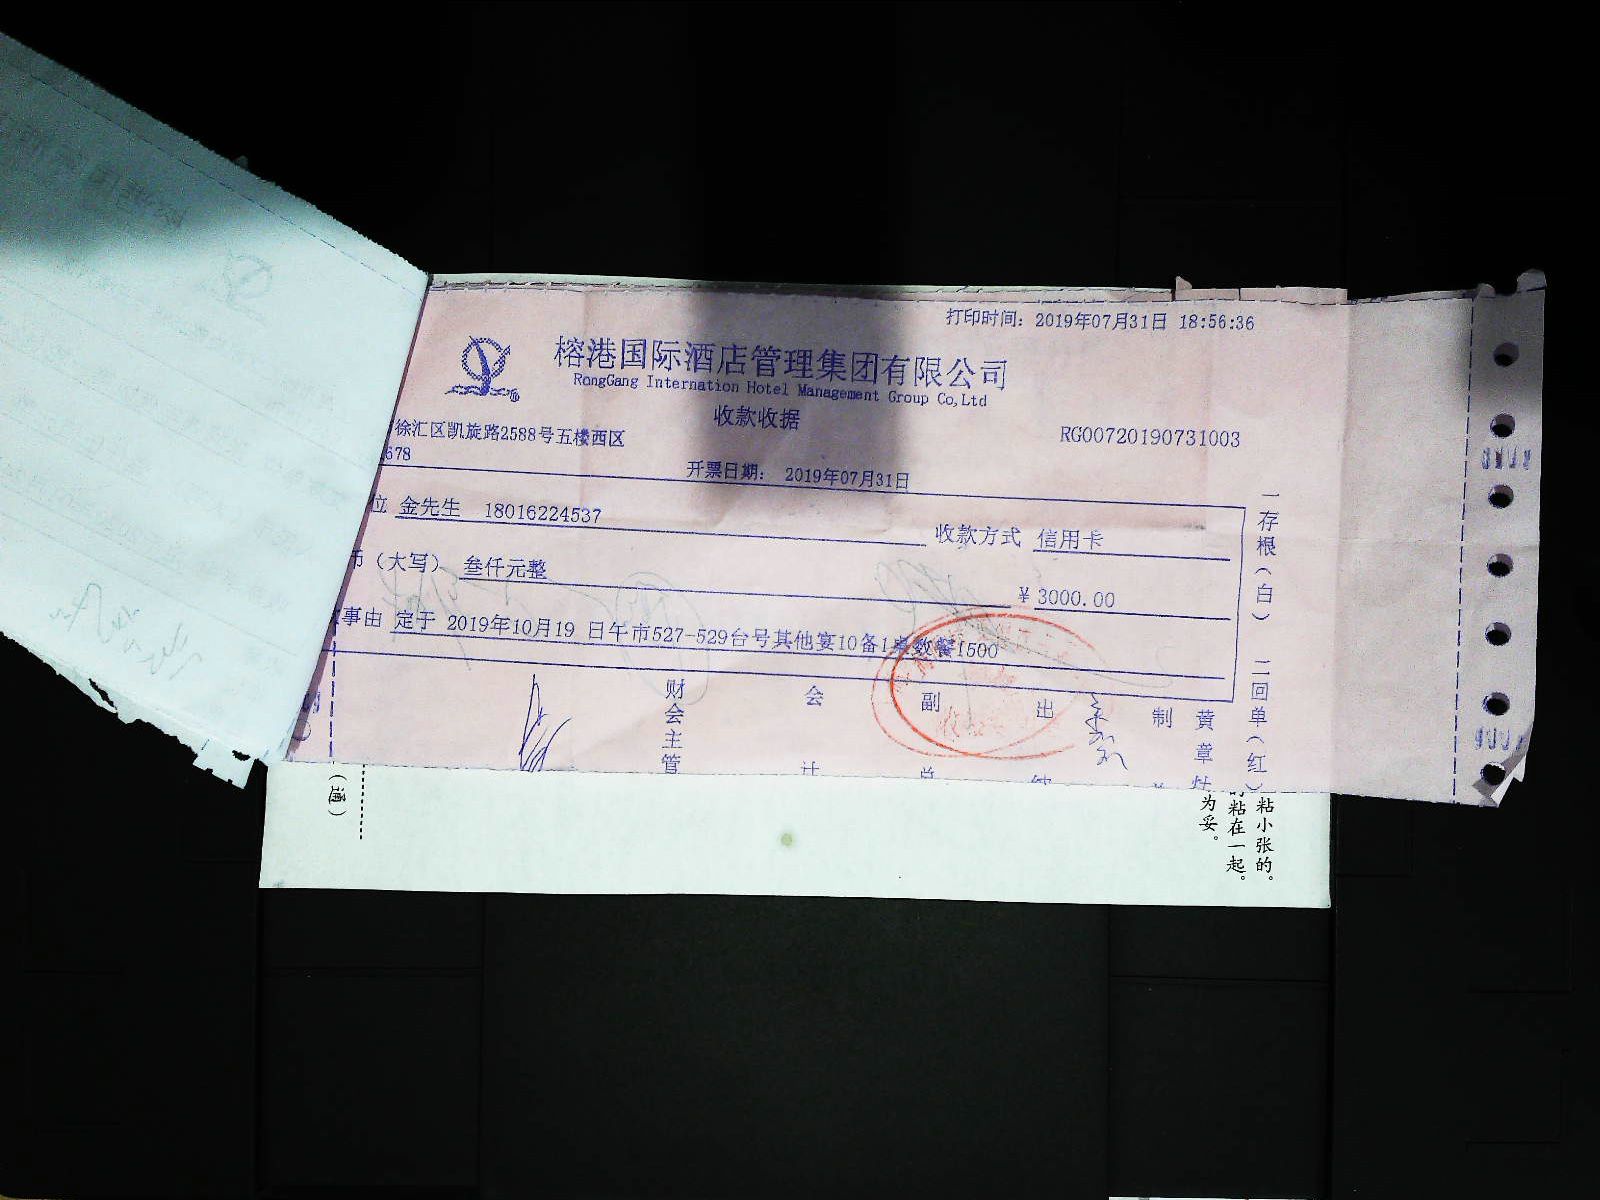 打印时间: 2019年07月31日 18:56:36
榕港国际酒店管理集团有限公司
RongGang Internation Hotel Management Group Co,Ltd
收款收据
徐汇区凯旋路2588号五楼西区
RG00720190731003
678
开票日期: 2019年07月31日
位 金先生 18016224537
收款方式 信用卡
币（大写） 叁仟元整
¥ 3000.00
事由 定于 2019年10月19 日午市527-529台号其他宴10备1桌数餐1500
一存根（白） 二回单（红）
财会主管
会计
副总
出
制
黄章灶
（通）
粘小张的。
粘在一起。
为妥。